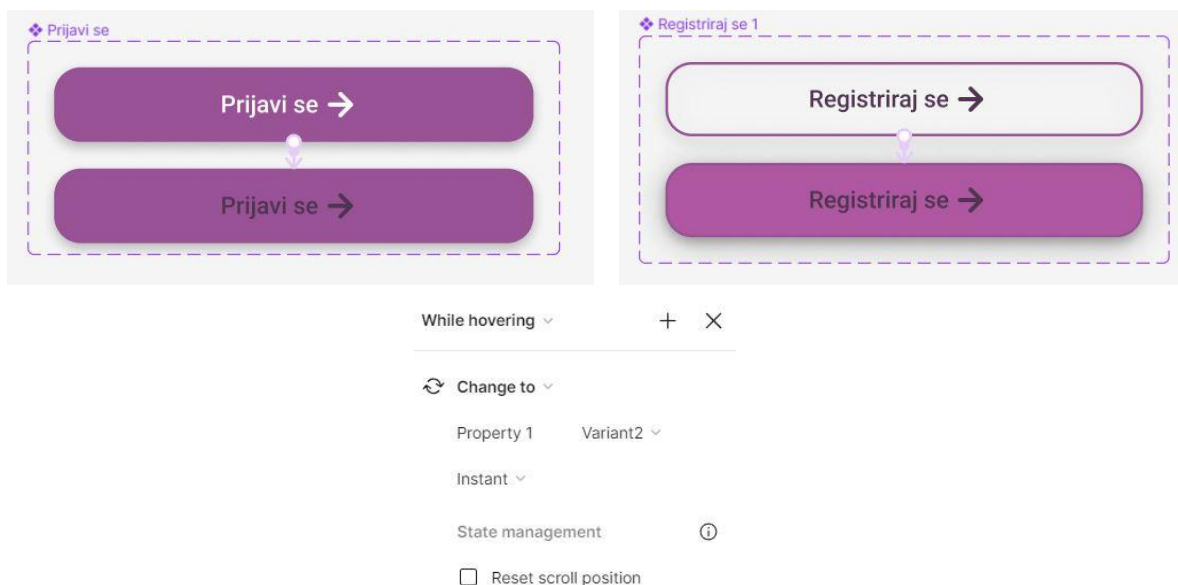 Prijavi se
Prijavi se
Prijavi se
Registriraj se 1
Registriraj se
Registriraj se
While hovering
Change to
Property 1 Variant2
Instant
State management
Reset scroll position